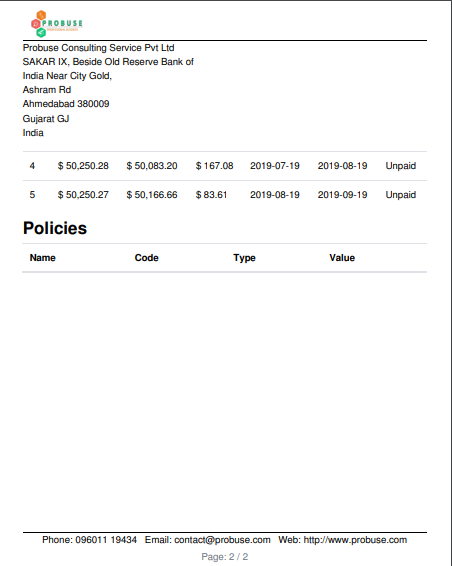 PROBUSE
Probuse Consulting Service Pvt Ltd
SAKAR IX, Beside Old Reserve Bank of
India Near City Gold,
Ashram Rd
Ahmedabad 380009
Gujarat GJ
India
4 $ 50,250.28 $ 50,083.20 $ 167.08 2019-07-19 2019-08-19 Unpaid
5 $ 50,250.27 $ 50,166.66 $ 83.61 2019-08-19 2019-09-19 Unpaid
Policies
Name Code Type Value
Phone: 096011 19434 Email: contact@probuse.com Web: http://www.probuse.com
Page: 2 / 2